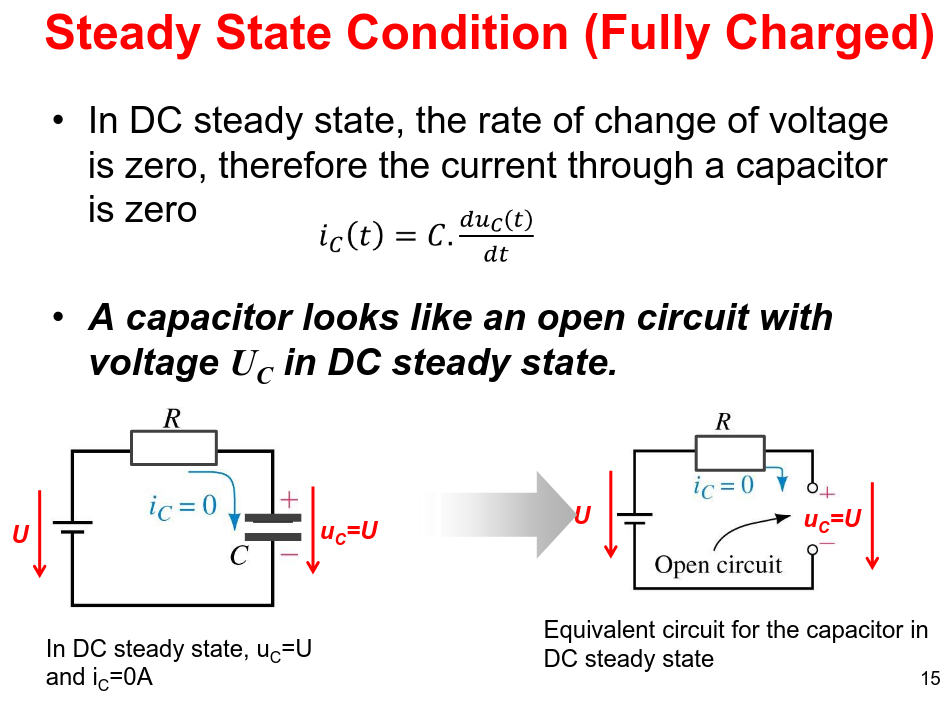 Steady State Condition (Fully Charged)
• In DC steady state, the rate of change of voltage
is zero, therefore the current through a capacitor
is zero
i_C(t) = C. du_C(t)/dt
• A capacitor looks like an open circuit with
voltage U_C in DC steady state.
R
i_C = 0
+
U
u_C=U
C
−
R
i_C = 0
+
U
u_C=U
−
Open circuit
In DC steady state, u_C=U
and i_C=0A
Equivalent circuit for the capacitor in
DC steady state
15